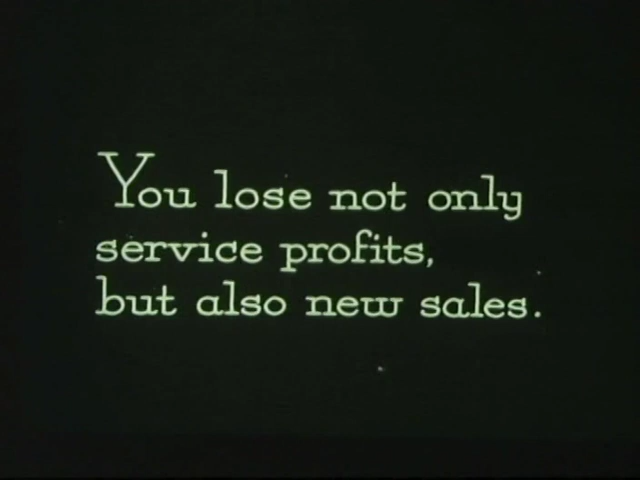 You lose not only
service profits,
but also new sales.